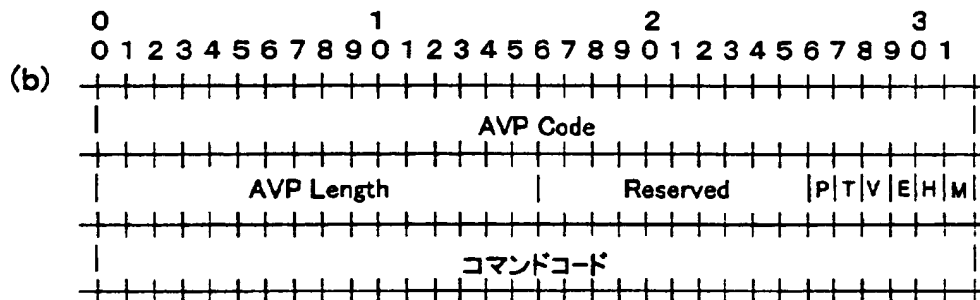 0 1 2 3
0 1 2 3 4 5 6 7 8 9 0 1 2 3 4 5 6 7 8 9 0 1 2 3 4 5 6 7 8 9 0 1
(b)
AVP Code
AVP Length Reserved P T V E H M
コマンドコード